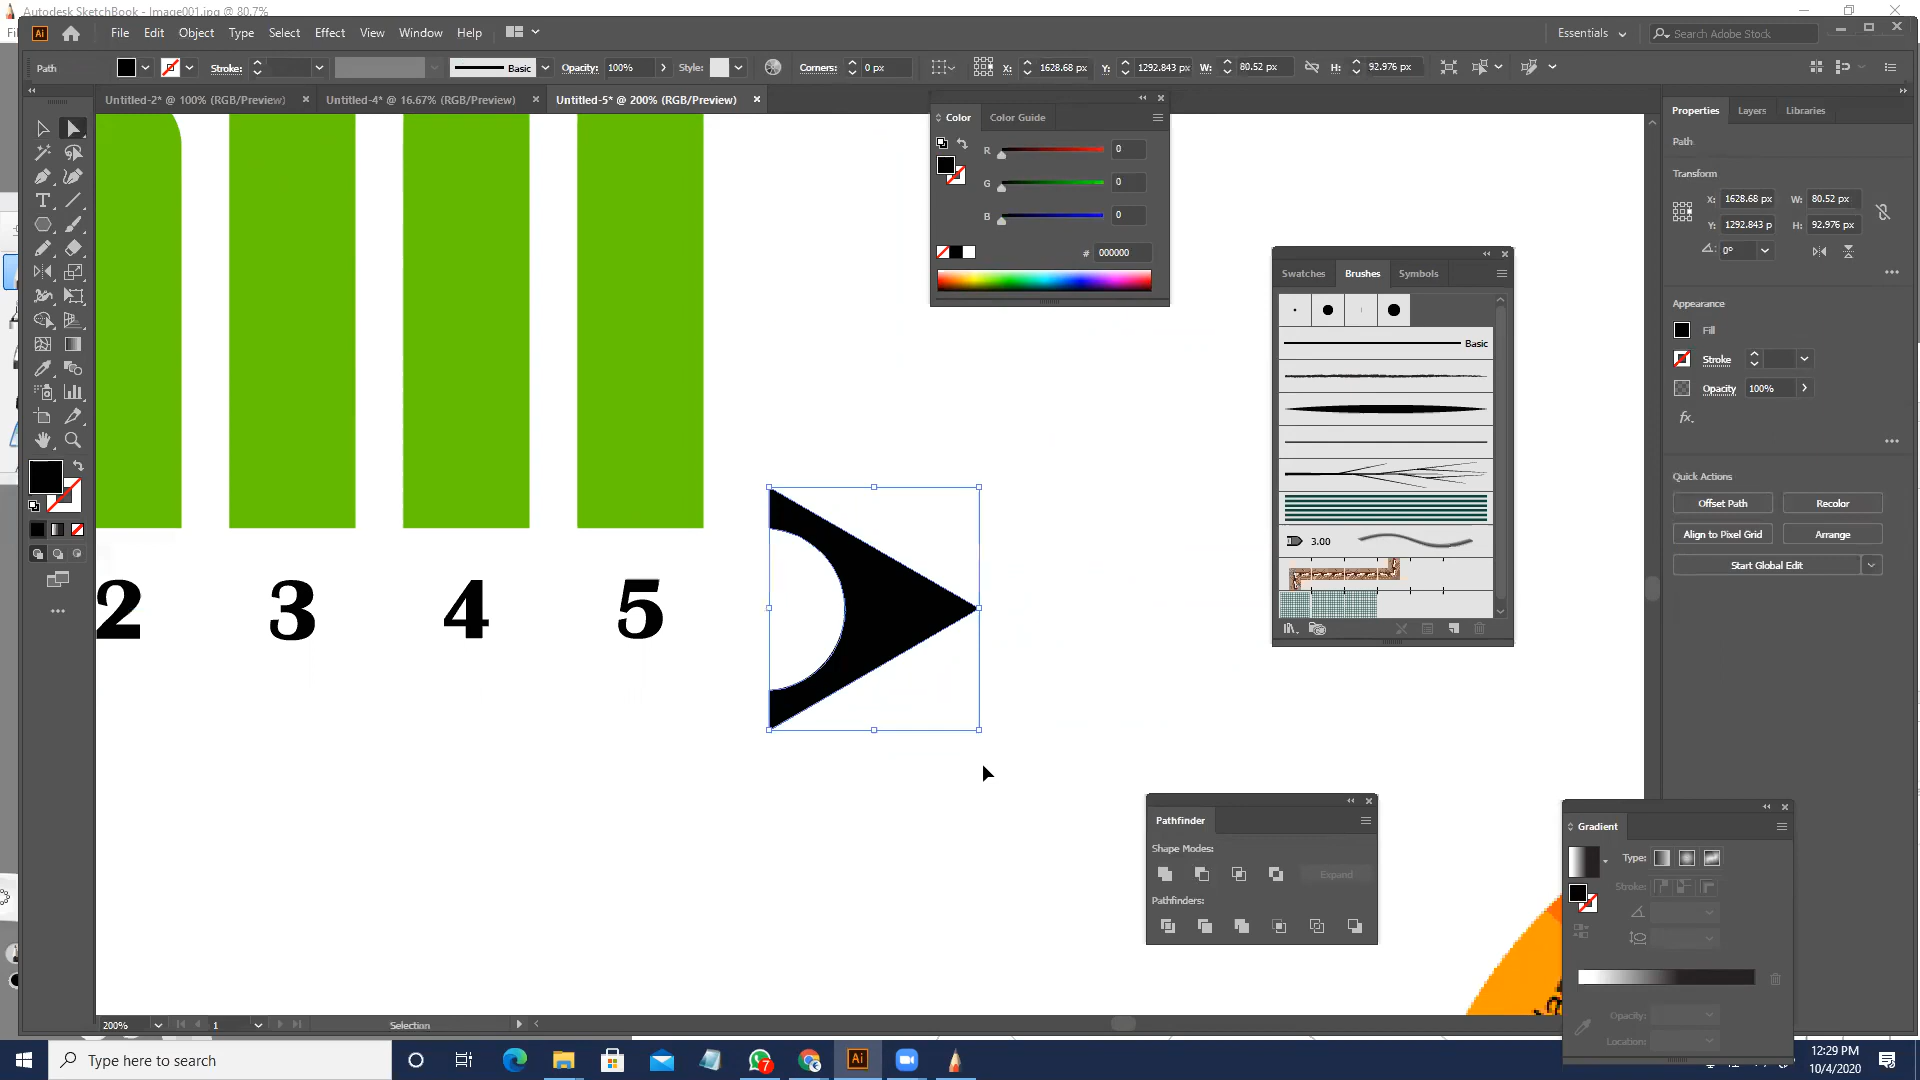 Autodesk SketchBook - Image001.jpg @ 80.7%
Ai File Edit Object Type Select Effect View Window Help Essentials Search Adobe Stock
Path Stroke: Basic Opacity: 100% Style: Corners: 0 px X: 1628.68 px Y: 1292.843 px W: 80.52 px H: 92.976 px
Untitled-2* @ 100% (RGB/Preview) Untitled-4* @ 16.67% (RGB/Preview) Untitled-5* @ 200% (RGB/Preview)
Color Color Guide
R 0
G 0
B 0
# 000000
Swatches Brushes Symbols
Basic
3.00
Properties Layers Libraries
Path
Transform
X: 1628.68 px W: 80.52 px
Y: 1292.843 p H: 92.976 px
0°
Appearance
Fill
Stroke
Opacity 100%
fx.
Quick Actions
Offset Path Recolor
Align to Pixel Grid Arrange
Start Global Edit
2 3 4 5
Pathfinder
Shape Modes:
Expand
Pathfinders:
Gradient
Type:
Stroke:
Opacity:
Location:
200% 1 Selection
Type here to search
7
Ai
12:29 PM
10/4/2020